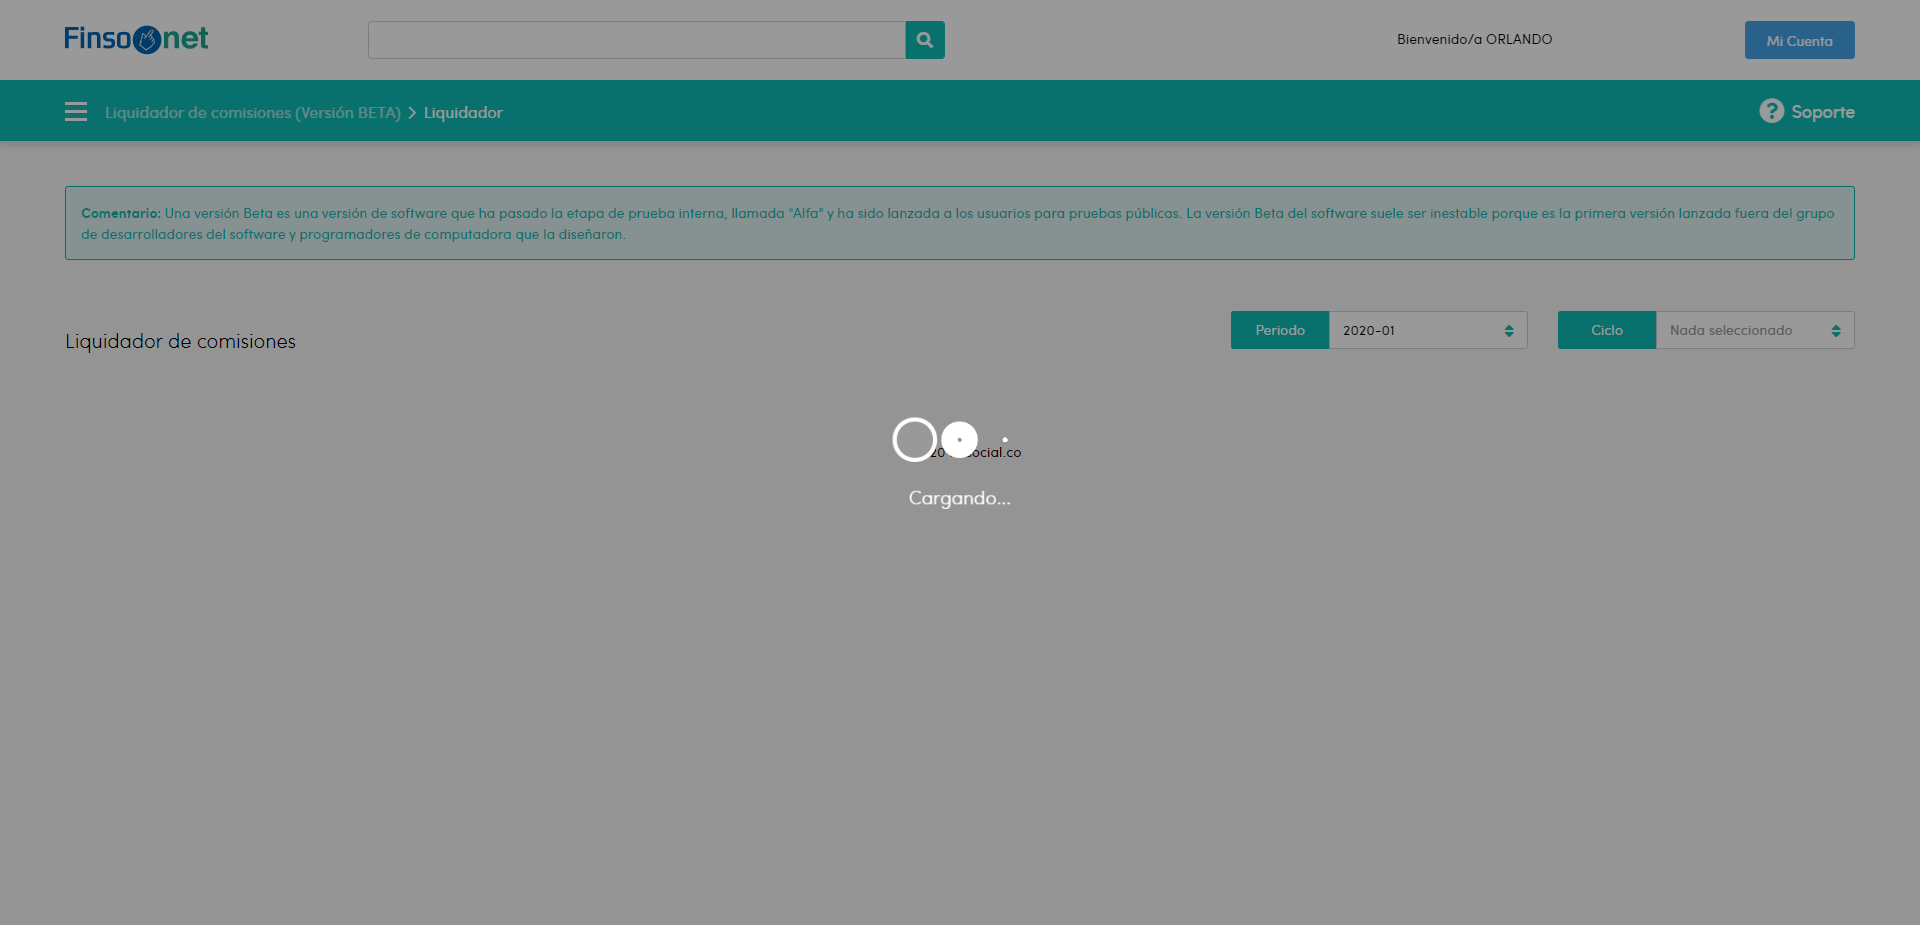 Finsonet
Bienvenido/a ORLANDO
Mi Cuenta
Liquidador de comisiones (Versión BETA) > Liquidador
Soporte
Comentario: Una versión Beta es una versión de software que ha pasado la etapa de prueba interna, llamada "Alfa" y ha sido lanzada a los usuarios para pruebas públicas. La versión Beta del software suele ser inestable porque es la primera versión lanzada fuera del grupo
de desarrolladores del software y programadores de computadora que la diseñaron.
Liquidador de comisiones
Periodo
2020-01
Ciclo
Nada seleccionado
Cargando...